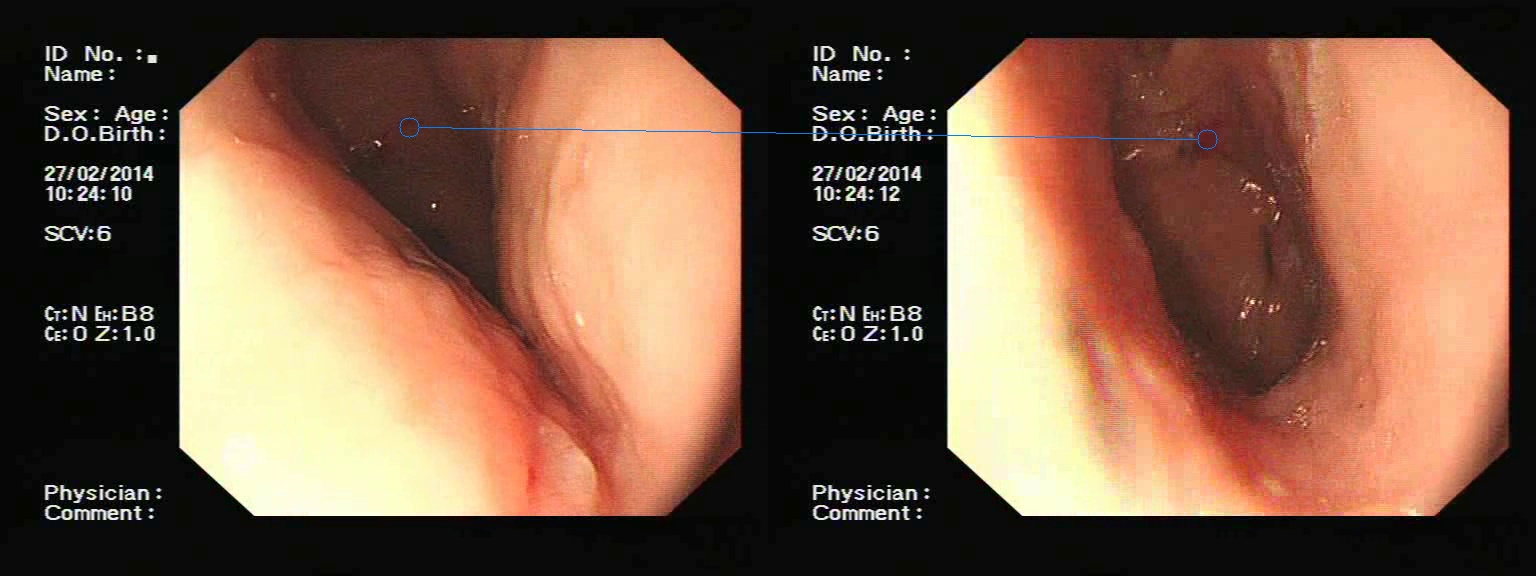 ID No. :
Name:
Sex: Age:
D.O.Birth:
27/02/2014
10:24:10
SCV:6
CT:N EH:B8
CE:0 Z:1.0
Physician:
Comment:
ID No. :
Name:
Sex: Age:
D.O.Birth:
27/02/2014
10:24:12
SCV:6
CT:N EH:B8
CE:0 Z:1.0
Physician:
Comment: